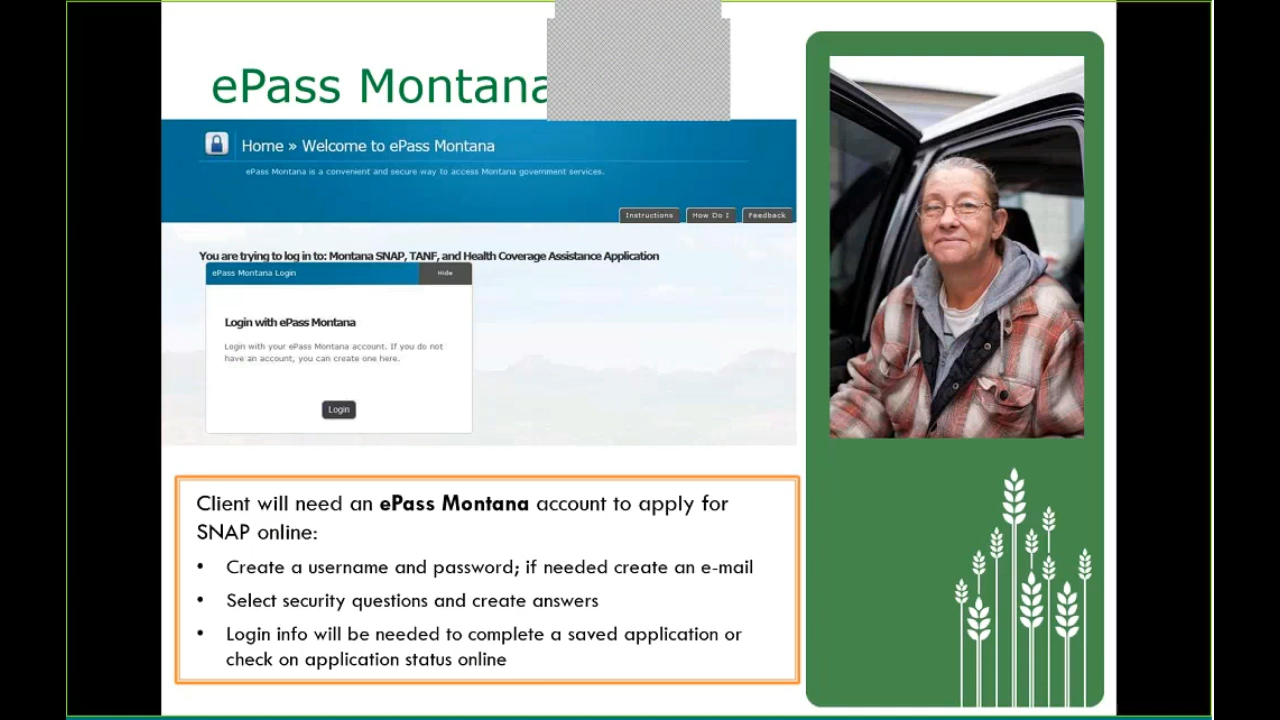 ePass Montana
Home » Welcome to ePass Montana
ePass Montana is a convenient and secure way to access Montana government services.
Instructions How Do I Feedback
You are trying to log in to: Montana SNAP, TANF, and Health Coverage Assistance Application
ePass Montana Login Hide
Login with ePass Montana
Login with your ePass Montana account. If you do not
have an account, you can create one here.
Login
Client will need an ePass Montana account to apply for
SNAP online:
• Create a username and password; if needed create an e-mail
• Select security questions and create answers
• Login info will be needed to complete a saved application or
check on application status online